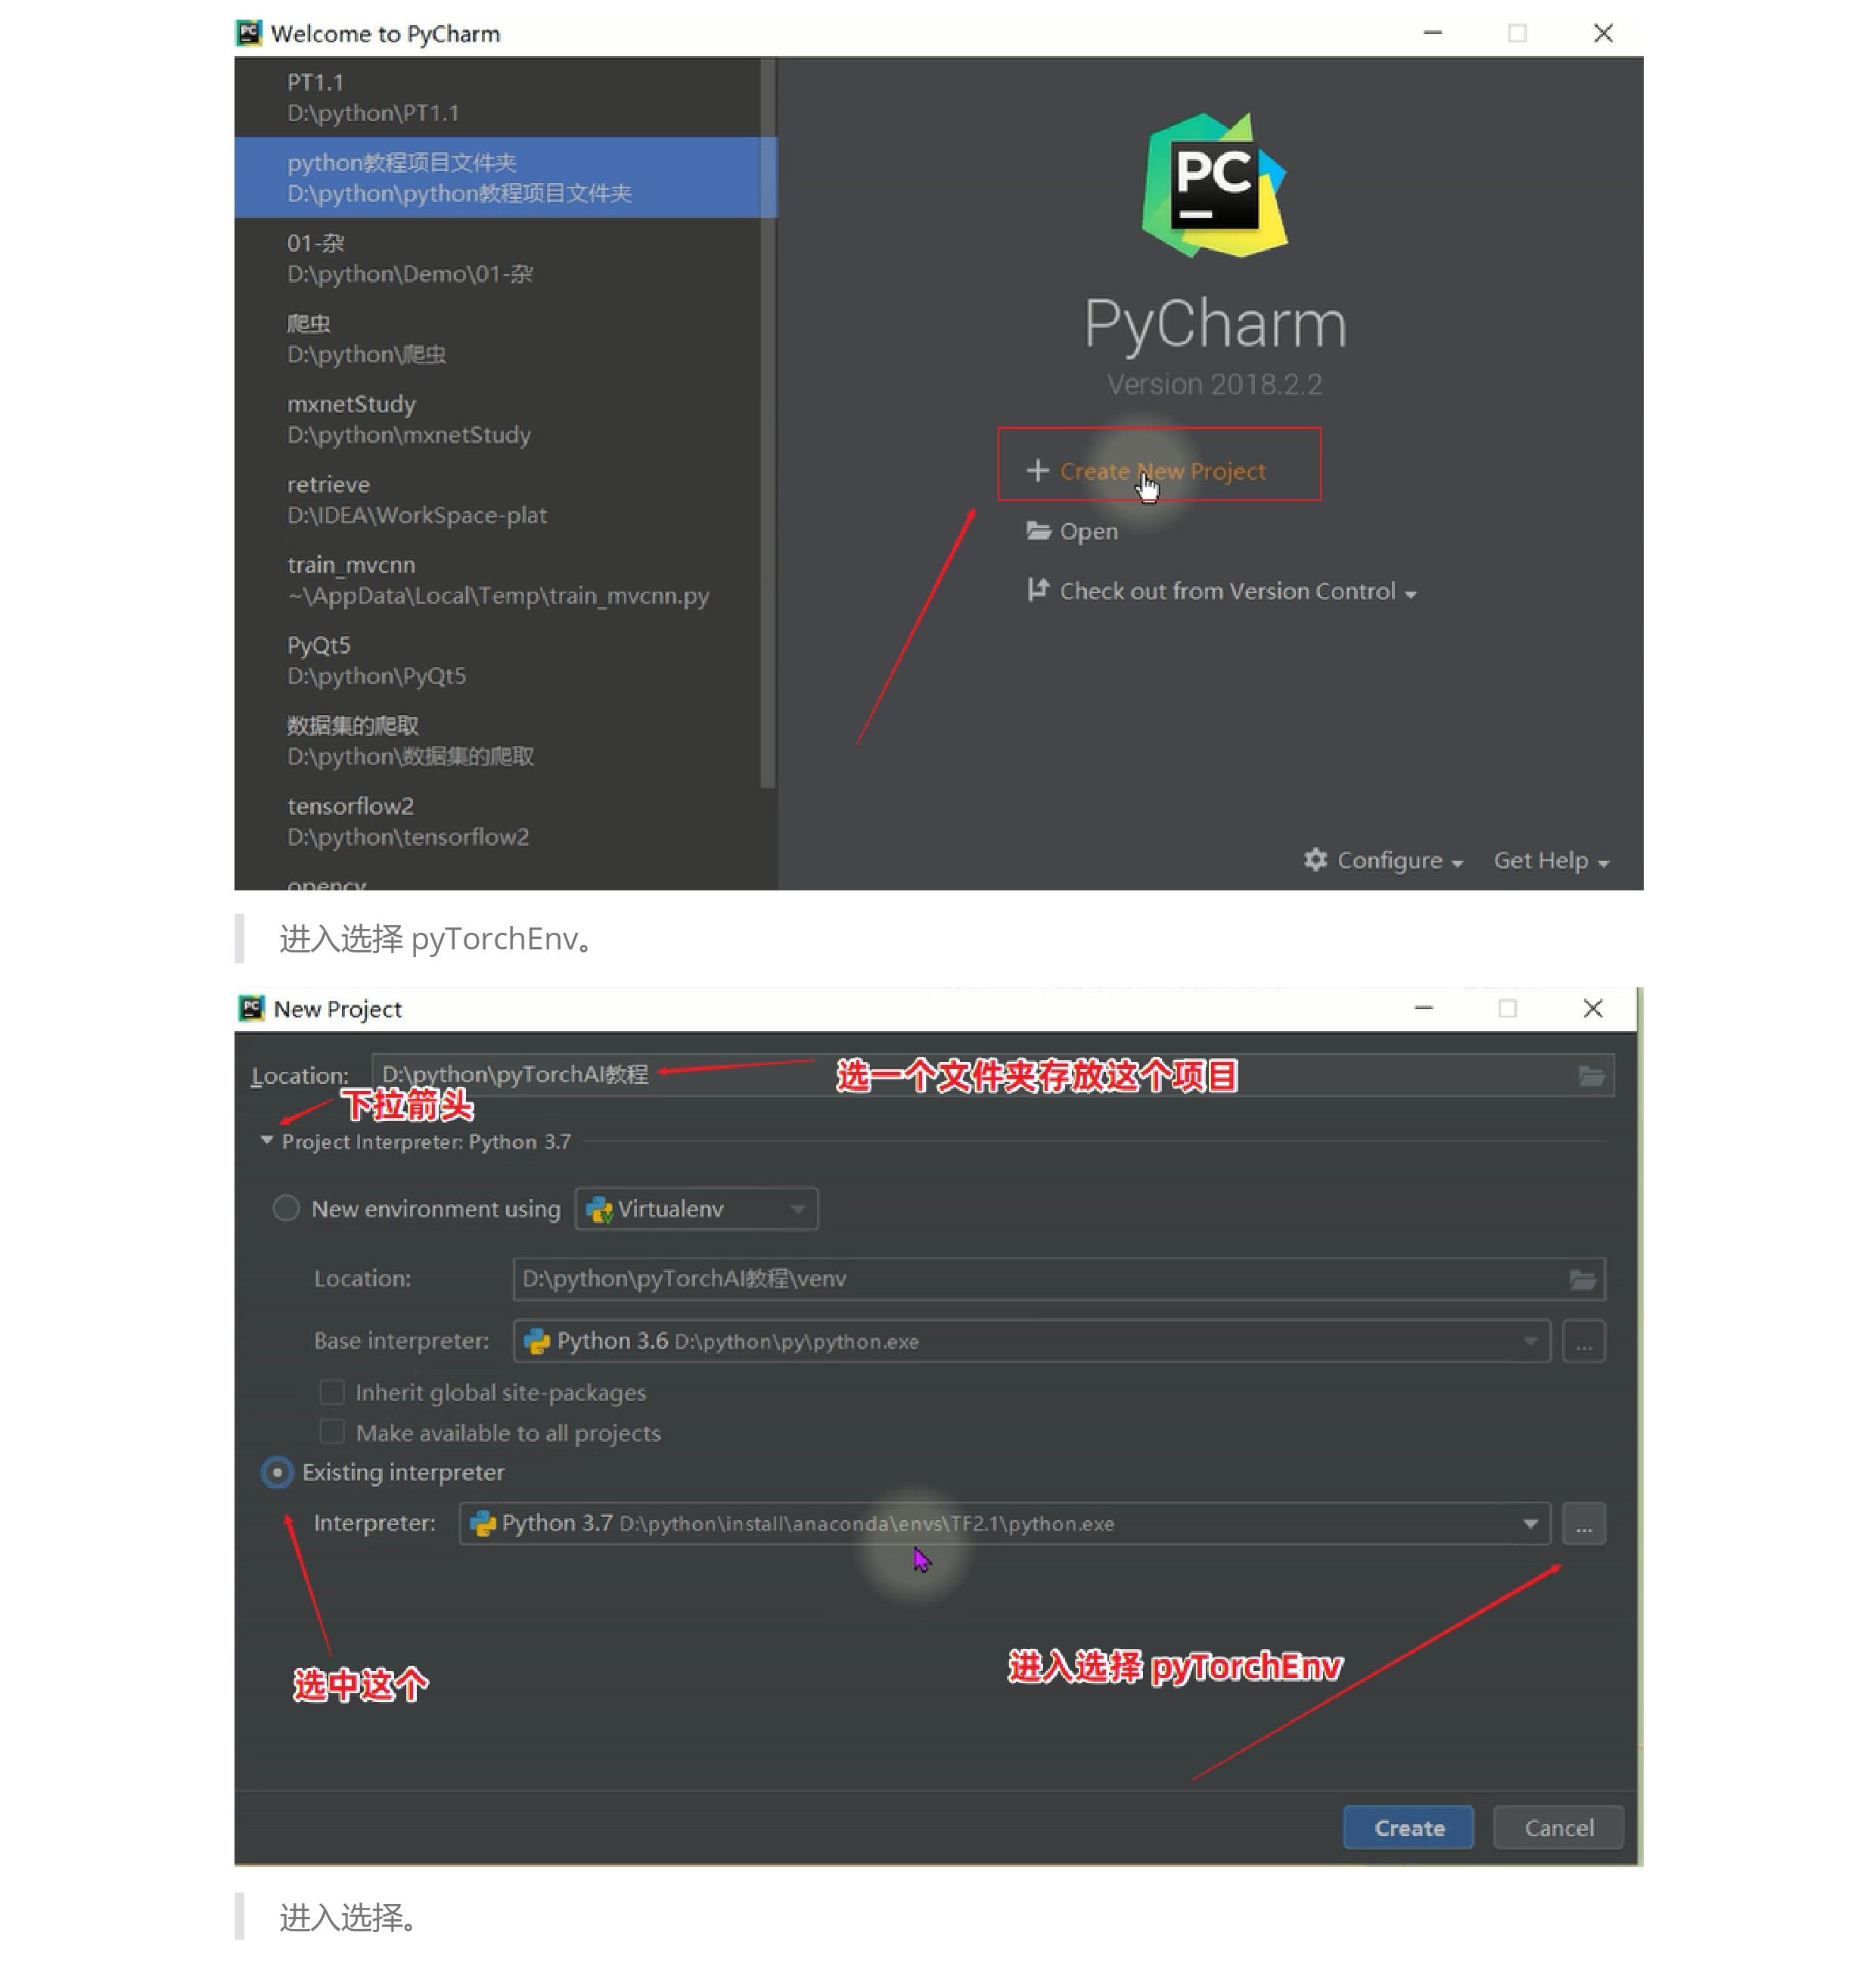 Welcome to PyCharm
PT1.1
D:\python\PT1.1
python教程项目文件夹
D:\python\python教程项目文件夹
01-杂
D:\python\Demo\01-杂
爬虫
D:\python\爬虫
mxnetStudy
D:\python\mxnetStudy
retrieve
D:\IDEA\WorkSpace-plat
train_mvcnn
~\AppData\Local\Temp\train_mvcnn.py
PyQt5
D:\python\PyQt5
数据集的爬取
D:\python\数据集的爬取
tensorflow2
D:\python\tensorflow2
opencv
PC
PyCharm
Version 2018.2.2
Create New Project
Open
Check out from Version Control
Configure
Get Help
进入选择 pyTorchEnv。
New Project
Location: D:\python\pyTorchAI教程
选一个文件夹存放这个项目
下拉箭头
Project Interpreter: Python 3.7
New environment using Virtualenv
Location: D:\python\pyTorchAI教程\venv
Base interpreter: Python 3.6 D:\python\py\python.exe ...
Inherit global site-packages
Make available to all projects
Existing interpreter
Interpreter: Python 3.7 D:\python\install\anaconda\envs\TF2.1\python.exe ...
进入选择 pyTorchEnv
选中这个
Create Cancel
进入选择。